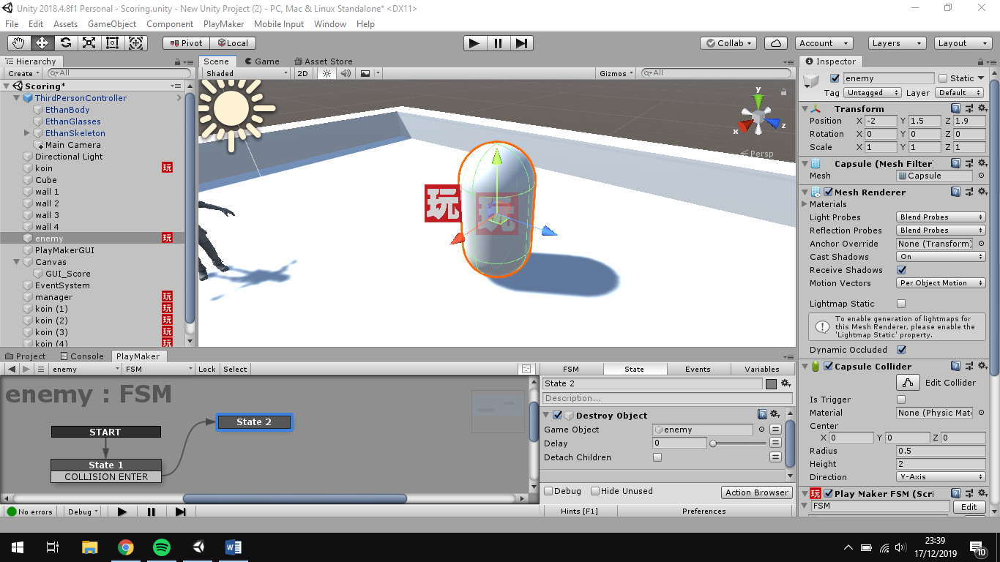 Unity 2018.4.8f1 Personal - Scoring.unity - New Unity Project (2) - PC, Mac & Linux Standalone* <DX11>
File Edit Assets GameObject Component PlayMaker Mobile Input Window Help
Pivot Local Collab Account Layers Layout
Hierarchy
Create All
Scoring*
ThirdPersonController
EthanBody
EthanGlasses
EthanSkeleton
Main Camera
Directional Light
koin 玩
Cube
wall 1
wall 2
wall 3
wall 4
enemy 玩
PlayMakerGUI
Canvas
GUI_Score
EventSystem
manager 玩
koin (1) 玩
koin (2) 玩
koin (3) 玩
koin (4) 玩
Scene Game Asset Store
Shaded 2D Gizmos All
y
x z
Persp
玩 玩
Project Console PlayMaker
enemy FSM Lock Select
enemy : FSM
START
State 1
COLLISION ENTER
State 2
No errors Debug
FSM State Events Variables
State 2
Description...
Destroy Object
Game Object enemy
Delay 0
Detach Children
Debug Hide Unused Action Browser
Hints [F1] Preferences
Inspector
enemy Static
Tag Untagged Layer Default
Transform
Position X -2 Y 1.5 Z 1.9
Rotation X 0 Y 0 Z 0
Scale X 1 Y 1 Z 1
Capsule (Mesh Filter)
Mesh Capsule
Mesh Renderer
Materials
Light Probes Blend Probes
Reflection Probes Blend Probes
Anchor Override None (Transform)
Cast Shadows On
Receive Shadows
Motion Vectors Per Object Motion
Lightmap Static
To enable generation of lightmaps for
this Mesh Renderer, please enable the
'Lightmap Static' property.
Dynamic Occluded
Capsule Collider
Edit Collider
Is Trigger
Material None (Physic Mate
Center
X 0 Y 0 Z 0
Radius 0.5
Height 2
Direction Y-Axis
玩 Play Maker FSM (Scri
FSM Edit
23:39
17/12/2019
10